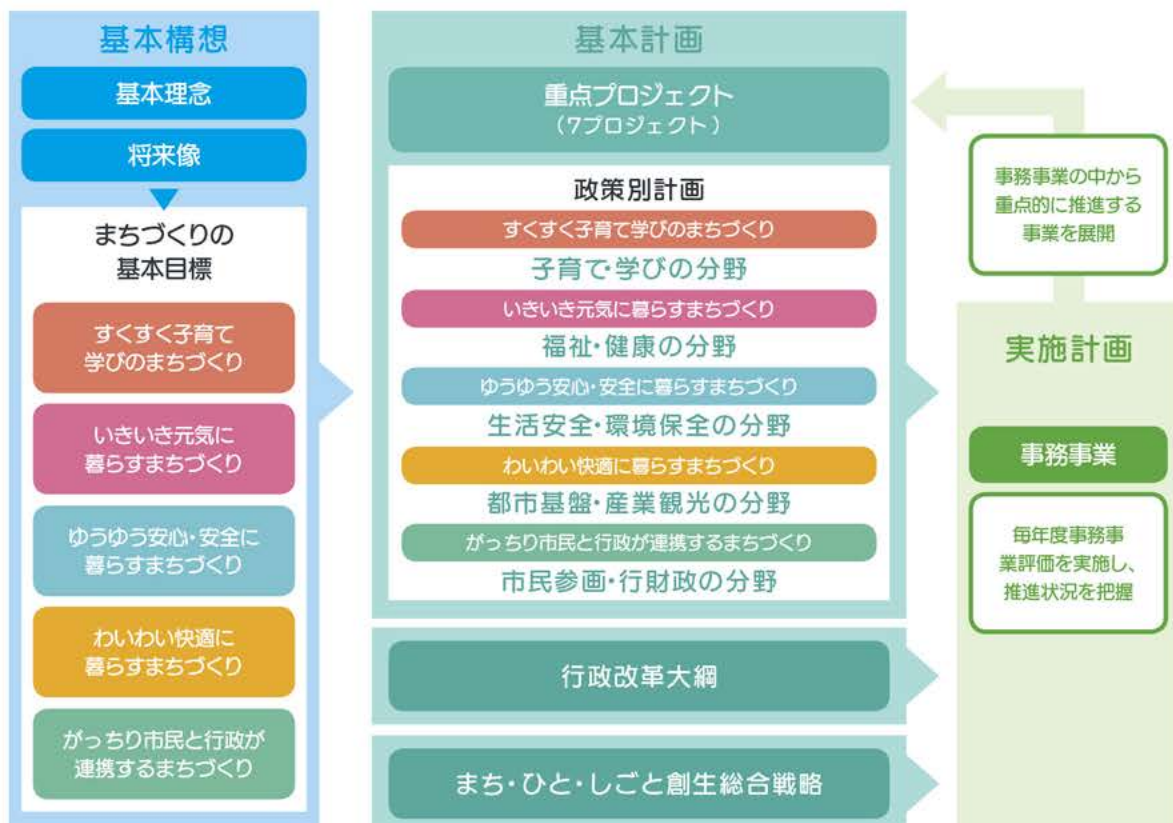 基本構想
基本理念
将来像
まちづくりの
基本目標
すくすく子育て
学びのまちづくり
いきいき元気に
暮らすまちづくり
ゆうゆう安心・安全に
暮らすまちづくり
わいわい快適に
暮らすまちづくり
がっちり市民と行政が
連携するまちづくり
基本計画
重点プロジェクト
（7プロジェクト）
政策別計画
すくすく子育て学びのまちづくり
子育て・学びの分野
いきいき元気に暮らすまちづくり
福祉・健康の分野
ゆうゆう安心・安全に暮らすまちづくり
生活安全・環境保全の分野
わいわい快適に暮らすまちづくり
都市基盤・産業観光の分野
がっちり市民と行政が連携するまちづくり
市民参画・行財政の分野
行政改革大綱
まち・ひと・しごと創生総合戦略
事務事業の中から
重点的に推進する
事業を展開
実施計画
事務事業
毎年度事務事
業評価を実施し、
推進状況を把握